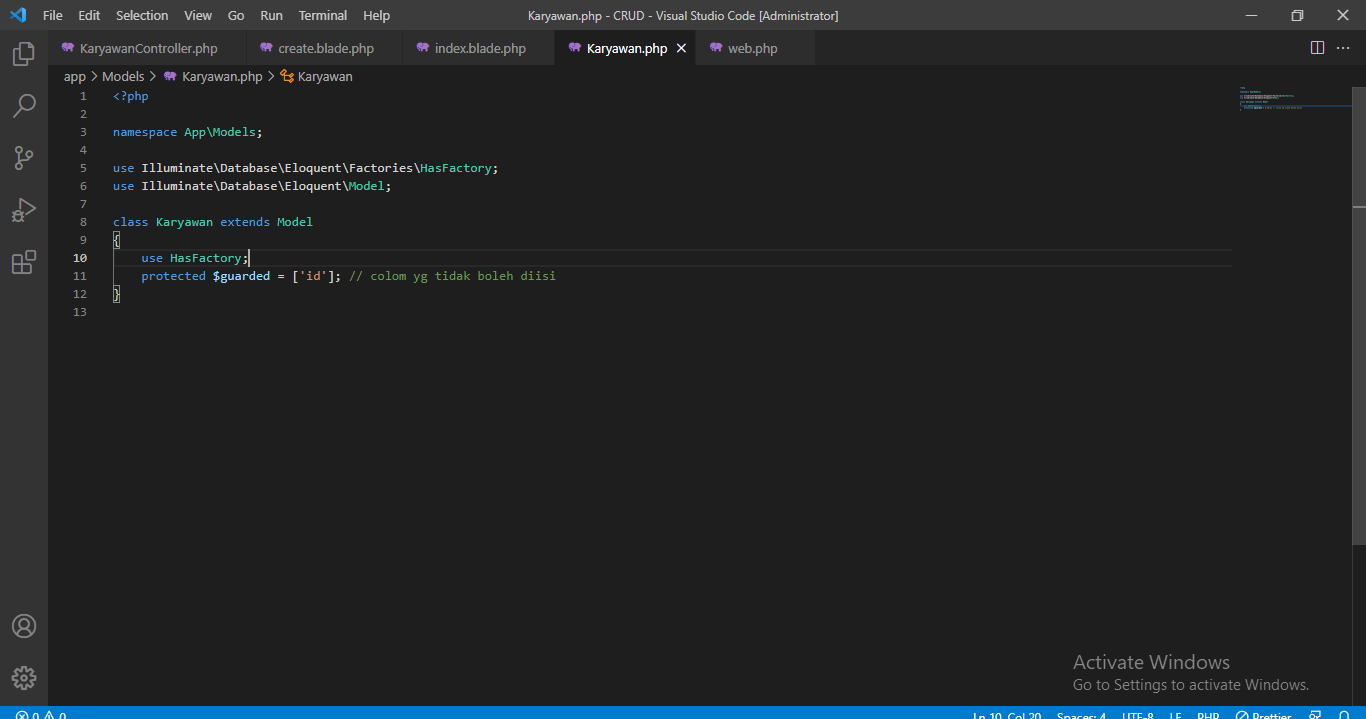 File Edit Selection View Go Run Terminal Help Karyawan.php - CRUD - Visual Studio Code [Administrator]
KaryawanController.php create.blade.php index.blade.php Karyawan.php web.php
app > Models > Karyawan.php > Karyawan
1 <?php
2
3 namespace App\Models;
4
5 use Illuminate\Database\Eloquent\Factories\HasFactory;
6 use Illuminate\Database\Eloquent\Model;
7
8 class Karyawan extends Model
9 {
10 use HasFactory;
11 protected $guarded = ['id']; // colom yg tidak boleh diisi
12 }
13
Activate Windows
Go to Settings to activate Windows.
0 0 Ln 10, Col 20 Spaces: 4 UTF-8 LF PHP Prettier